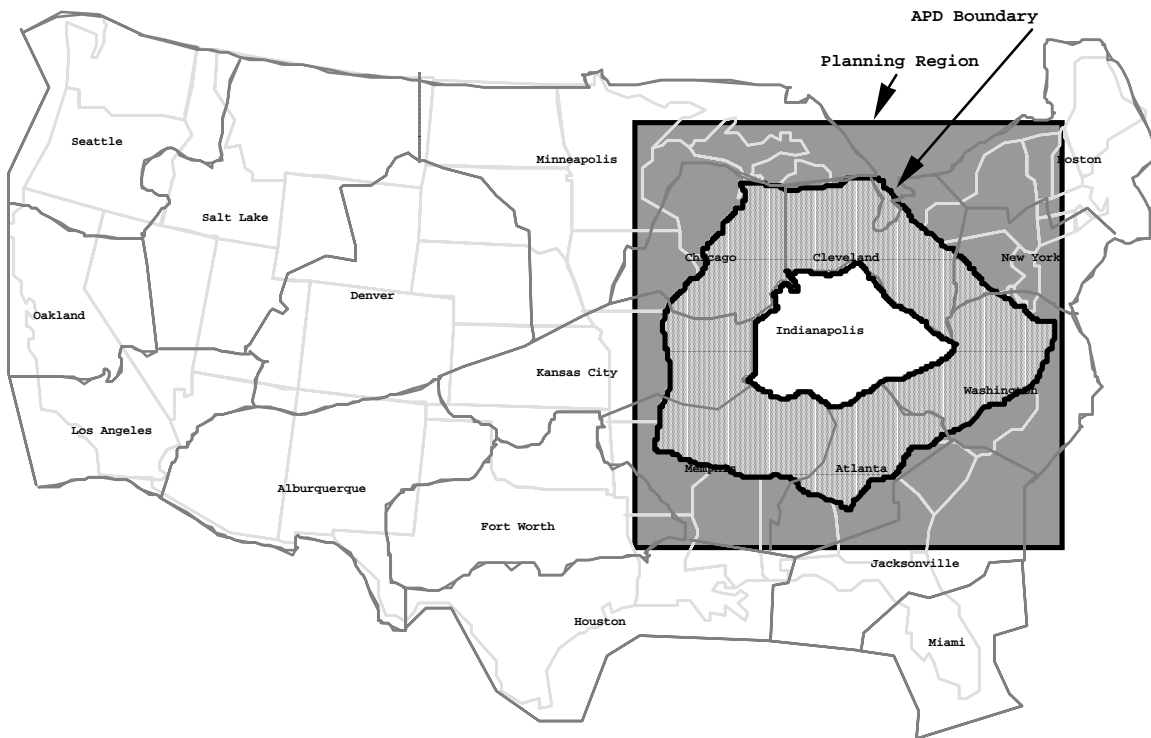 APD Boundary
Planning Region
Seattle
Minneapolis
Boston
Salt Lake
Chicago
Cleveland
New York
Denver
Oakland
Indianapolis
Kansas City
Washington
Los Angeles
Memphis
Atlanta
Alburquerque
Fort Worth
Jacksonville
Houston
Miami